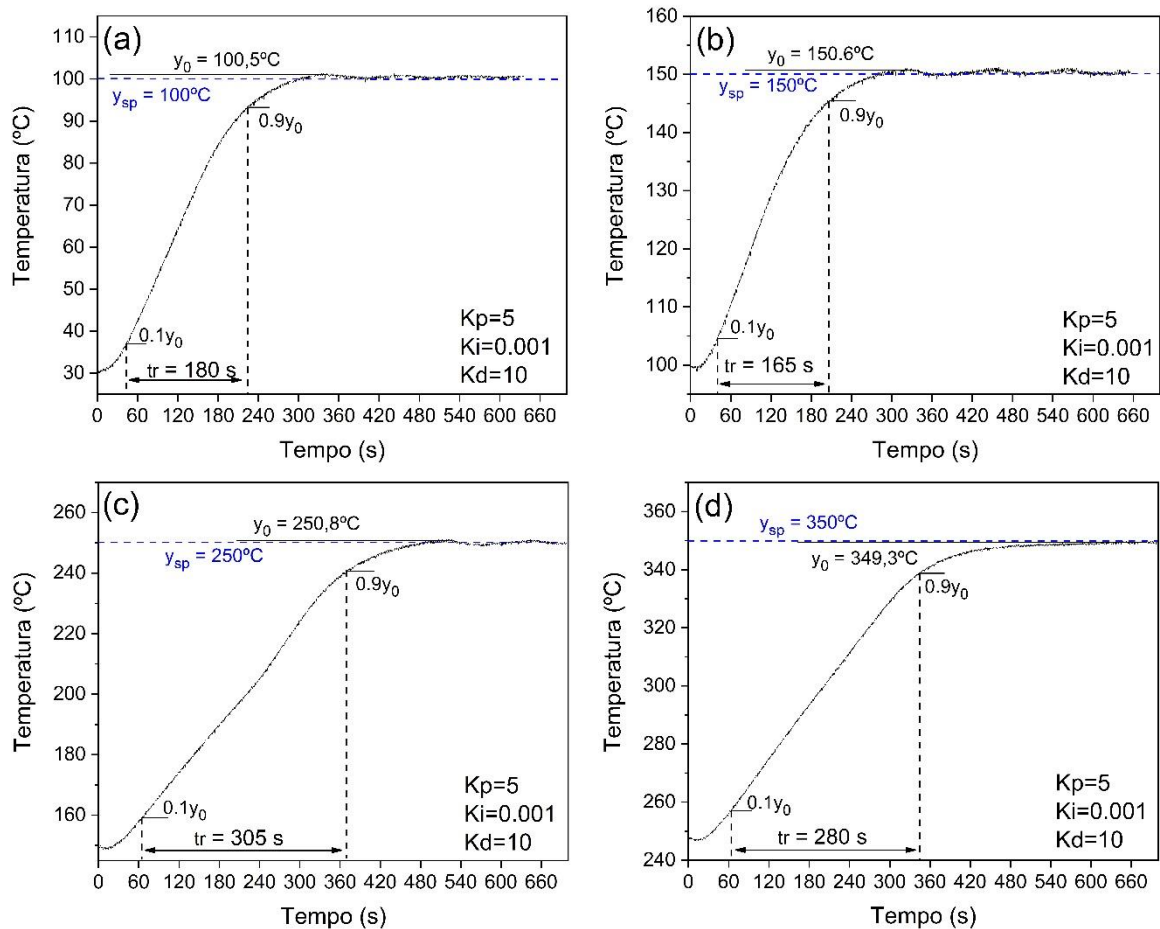 (a)
y0 = 100,5ºC
ysp = 100ºC
0.9y0
0.1y0
tr = 180 s
Kp=5
Ki=0.001
Kd=10
110
100
90
80
70
60
50
40
30
0 60 120 180 240 300 360 420 480 540 600 660
Temperatura (ºC)
Tempo (s)
(b)
y0 = 150.6ºC
ysp = 150ºC
0.9y0
0.1y0
tr = 165 s
Kp=5
Ki=0.001
Kd=10
160
150
140
130
120
110
100
0 60 120 180 240 300 360 420 480 540 600 660
Temperatura (ºC)
Tempo (s)
(c)
y0 = 250,8ºC
ysp = 250ºC
0.9y0
0.1y0
tr = 305 s
Kp=5
Ki=0.001
Kd=10
260
240
220
200
180
160
0 60 120 180 240 300 360 420 480 540 600 660
Temperatura (ºC)
Tempo (s)
(d)
ysp = 350ºC
y0 = 349,3ºC
0.9y0
0.1y0
tr = 280 s
Kp=5
Ki=0.001
Kd=10
360
340
320
300
280
260
240
0 60 120 180 240 300 360 420 480 540 600 660
Temperatura (ºC)
Tempo (s)